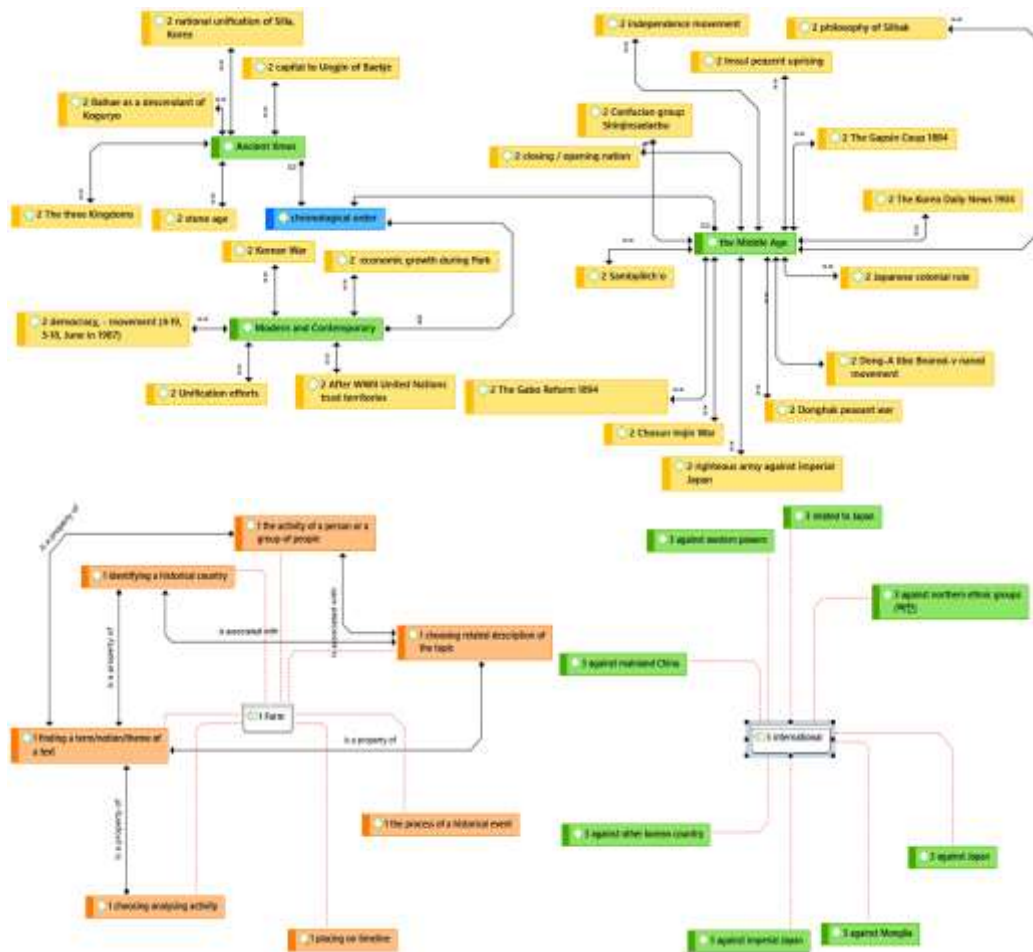 2 national unification of Silla,
Korea
2 capital to Ungjin of Baekje
2 Balhae as a descendant of
Koguryo
Ancient times
2 The three Kingdoms
2 stone age
chronological order
2 Korean War
2 economic growth during Park
2 democracy, - movement (4-19,
5-18, June in 1987)
Modern and Contemporary
2 Unification efforts
2 After WWII United Nations
trust territories
2 independence movement
2 philosophy of Silhak
2 Imsul peasent uprising
2 Confucian group
Shinjinsadaebu
2 closing / opening nation
2 The Gapsin Coup 1884
2 The Korea Daily News 1904
the Middle Age
2 Sambyölch'o
2 Japanese colonial rule
2 Dong-A Ilbo
movement
2 The Gabo Reform 1894
2 Donghak peasant war
2 Chosun Imjin War
2 righteous army against imperial
Japan
is a property of
1 the activity of a person or a
group of people
1 identifying a historical country
is associated with
is associated with
is a property of
1 choosing related description of
the topic
1 Form
1 finding a term/notion/theme of
a text
is a property of
is a property of
1 the process of a historical event
1 choosing analysing activity
1 placing on timeline
3 related to Japan
3 against western powers
3 against northern ethnic groups
3 against mainland China
3 international
3 against other korean country
3 against Japan
3 against imperial Japan
3 against Mongolia